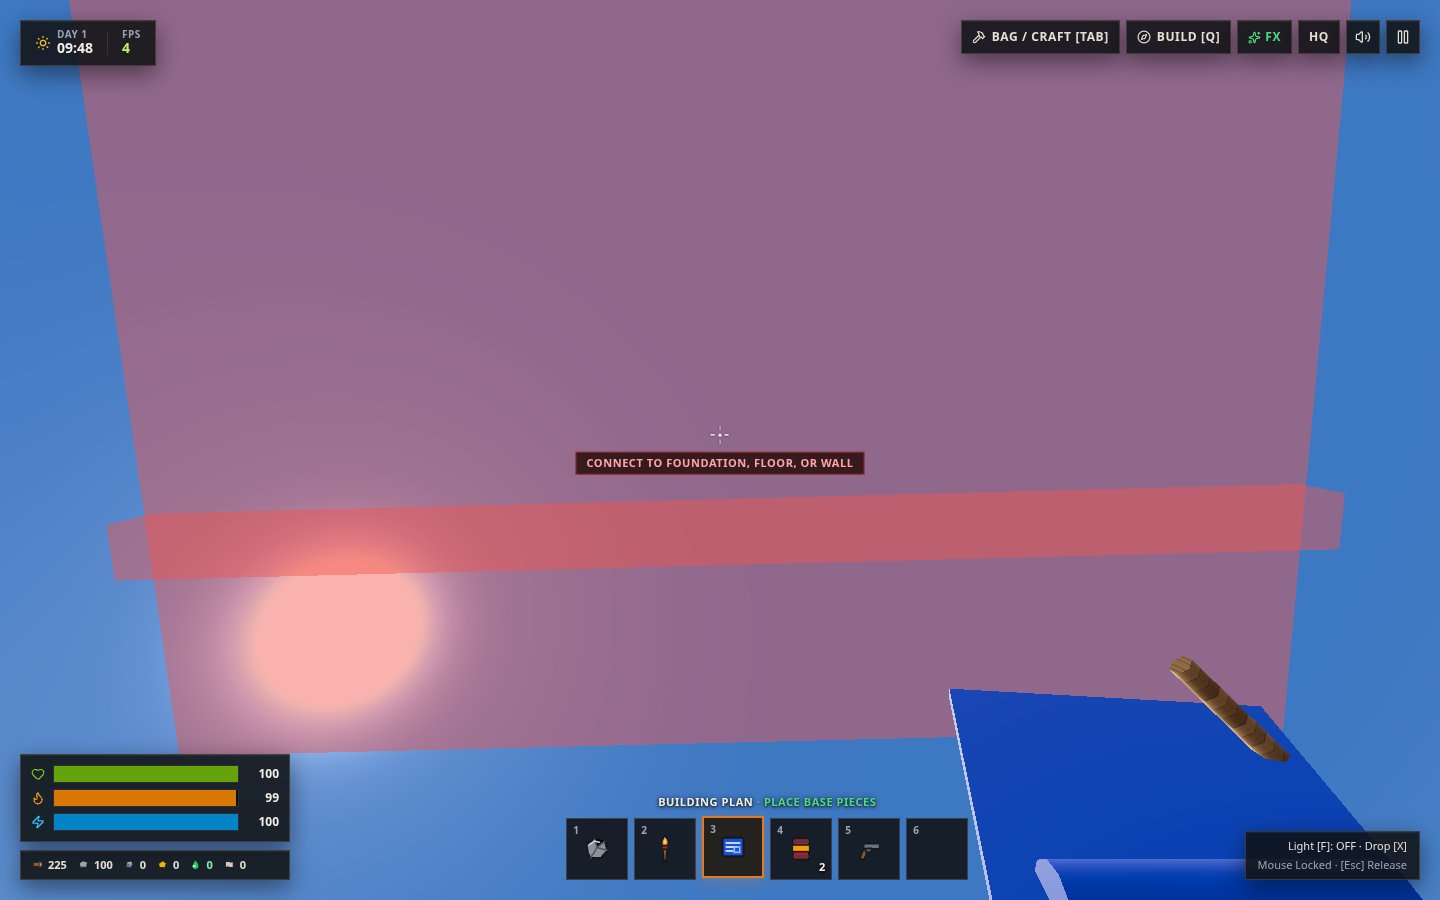 DAY 1
09:48
FPS
4
BAG / CRAFT [TAB]
BUILD [Q]
FX
HQ
CONNECT TO FOUNDATION, FLOOR, OR WALL
100
99
100
225 100 0 0 0 0
BUILDING PLAN · PLACE BASE PIECES
1 2 3 4 5 6
2
Light [F]: OFF · Drop [X]
Mouse Locked · [Esc] Release